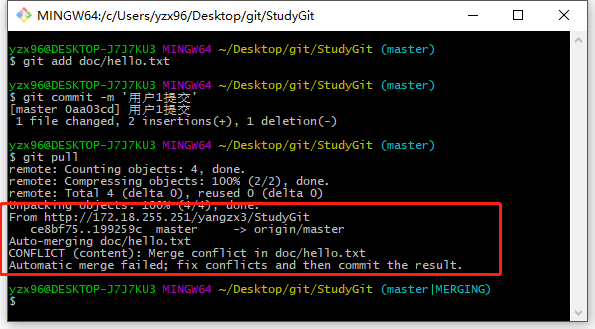 MINGW64:/c/Users/yzx96/Desktop/git/StudyGit
yzx96@DESKTOP-J7J7KU3 MINGW64 ~/Desktop/git/StudyGit (master)
$ git add doc/hello.txt
yzx96@DESKTOP-J7J7KU3 MINGW64 ~/Desktop/git/StudyGit (master)
$ git commit -m '用户1提交'
[master 0aa03cd] 用户1提交
1 file changed, 2 insertions(+), 1 deletion(-)
yzx96@DESKTOP-J7J7KU3 MINGW64 ~/Desktop/git/StudyGit (master)
$ git pull
remote: Counting objects: 4, done.
remote: Compressing objects: 100% (2/2), done.
remote: Total 4 (delta 0), reused 0 (delta 0)
Unpacking objects: 100% (4/4), done.
From http://172.18.255.251/yangzx3/StudyGit
ce8bf75..199259c master -> origin/master
Auto-merging doc/hello.txt
CONFLICT (content): Merge conflict in doc/hello.txt
Automatic merge failed; fix conflicts and then commit the result.
yzx96@DESKTOP-J7J7KU3 MINGW64 ~/Desktop/git/StudyGit (master|MERGING)
$